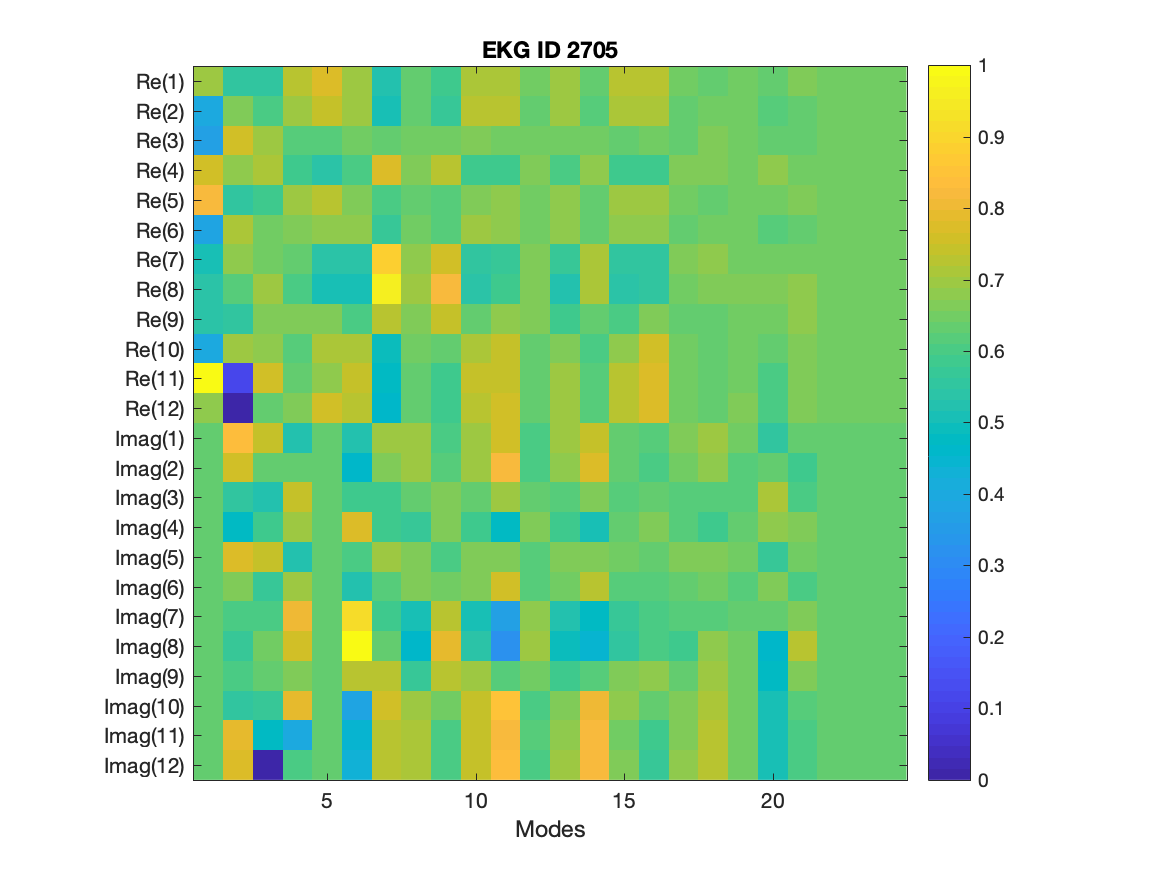 EKG ID 2705
Re(1)
Re(2)
Re(3)
Re(4)
Re(5)
Re(6)
Re(7)
Re(8)
Re(9)
Re(10)
Re(11)
Re(12)
Imag(1)
Imag(2)
Imag(3)
Imag(4)
Imag(5)
Imag(6)
Imag(7)
Imag(8)
Imag(9)
Imag(10)
Imag(11)
Imag(12)
5 10 15 20
Modes
1
0.9
0.8
0.7
0.6
0.5
0.4
0.3
0.2
0.1
0